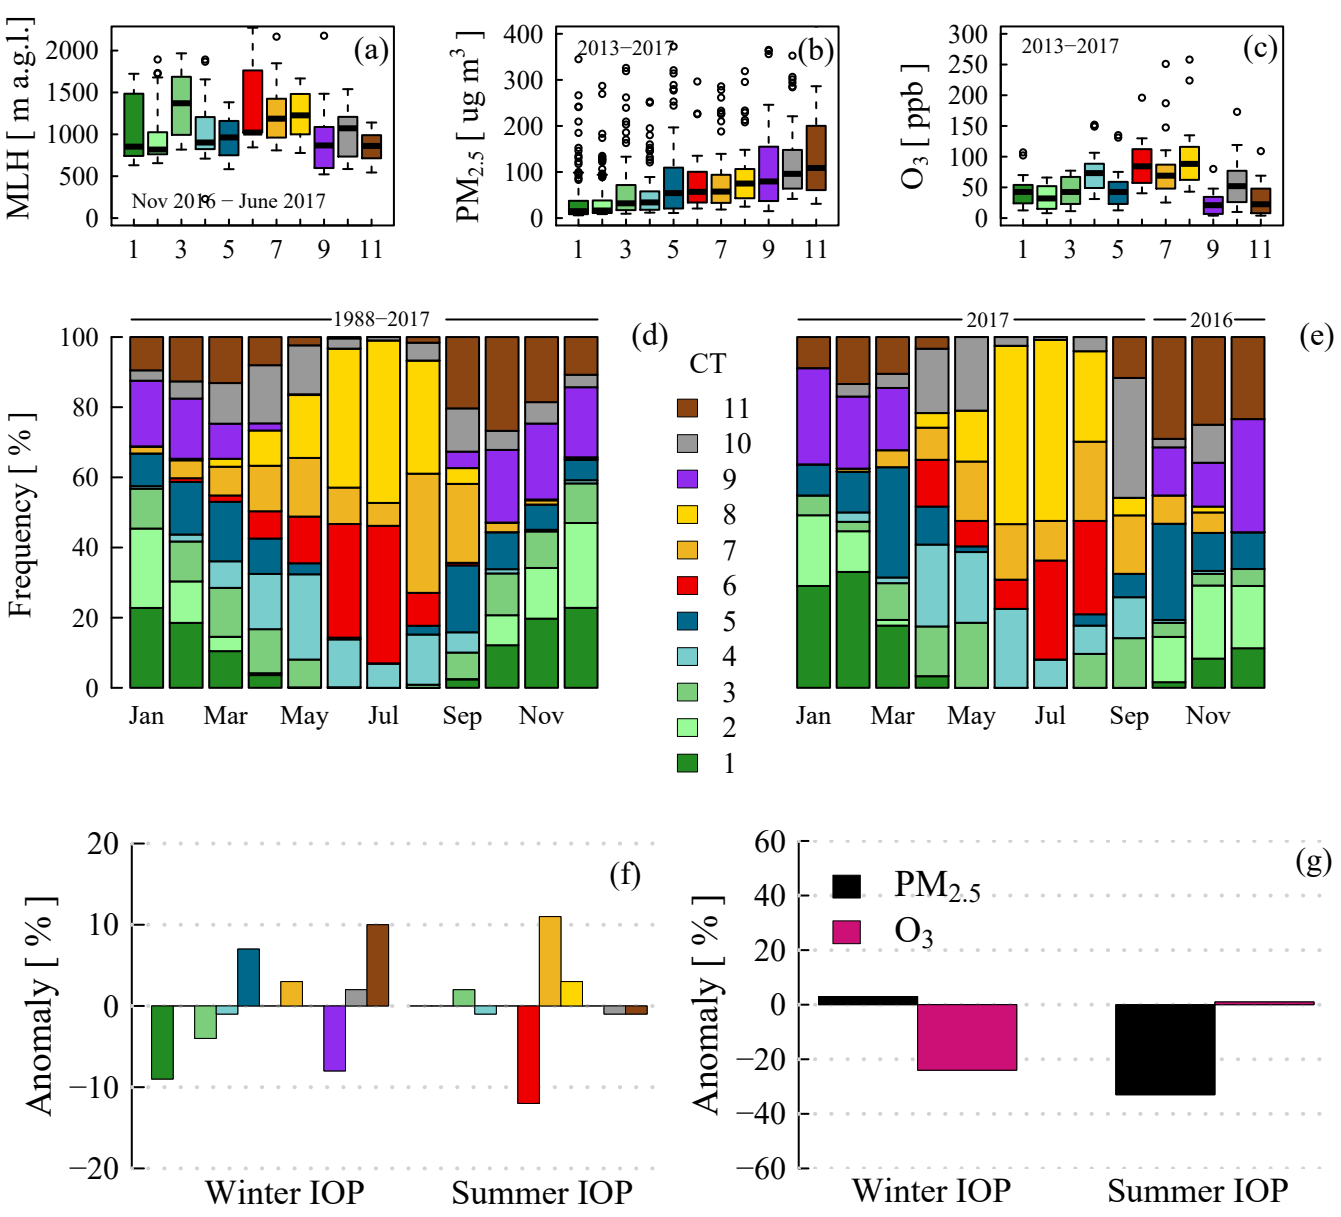 MLH [ m a.g.l.]
2000
1500
1000
500
0
(a)
Nov 2016 − June 2017
1 3 5 7 9 11
PM2.5 [ ug m3 ]
400
300
200
100
0
2013−2017
(b)
1 3 5 7 9 11
O3 [ ppb ]
300
250
200
150
100
50
0
2013−2017
(c)
1 3 5 7 9 11
Frequency [ % ]
100
80
60
40
20
0
1988−2017
(d)
Jan Mar May Jul Sep Nov
CT
11
10
9
8
7
6
5
4
3
2
1
2017 2016
(e)
Jan Mar May Jul Sep Nov
Anomaly [ % ]
20
10
0
−10
−20
(f)
Winter IOP Summer IOP
Anomaly [ % ]
60
40
20
0
−20
−40
−60
(g)
PM2.5
O3
Winter IOP Summer IOP